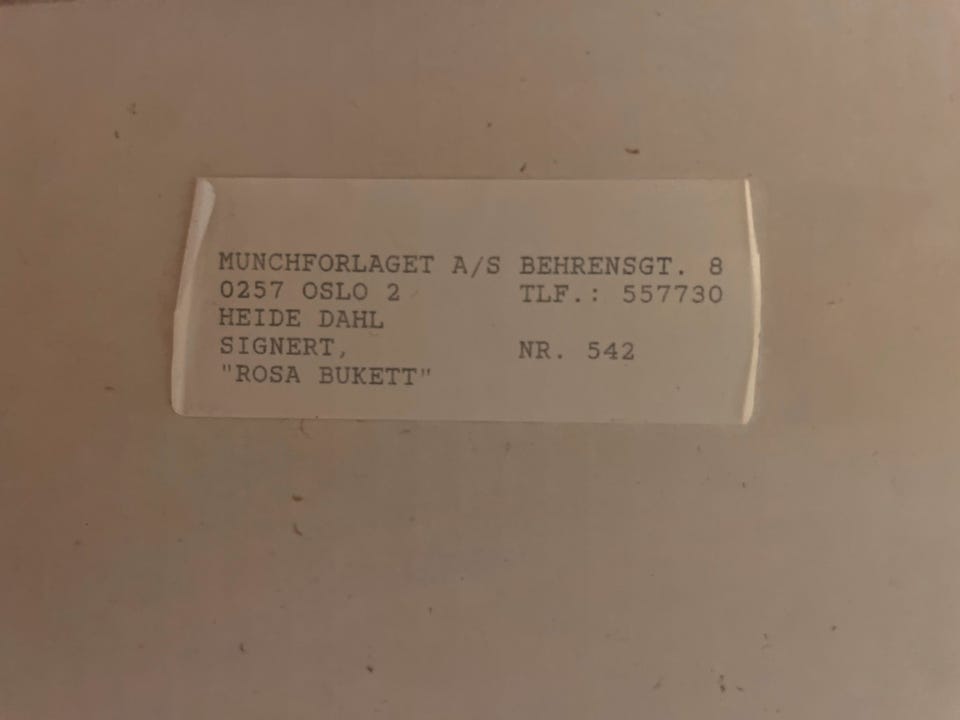 MUNCHFORLAGET A/S BEHRENSGT. 8
0257 OSLO 2 TLF.: 557730
HEIDE DAHL
SIGNERT, NR. 542
"ROSA BUKETT"